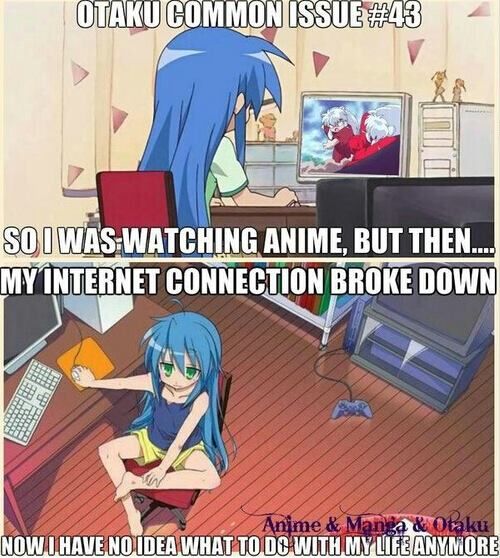 OTAKU COMMON ISSUE #43
SO I WAS WATCHING ANIME, BUT THEN....
MY INTERNET CONNECTION BROKE DOWN
Anime & Manga & Otaku
NOW I HAVE NO IDEA WHAT TO DO WITH MY LIFE ANYMORE